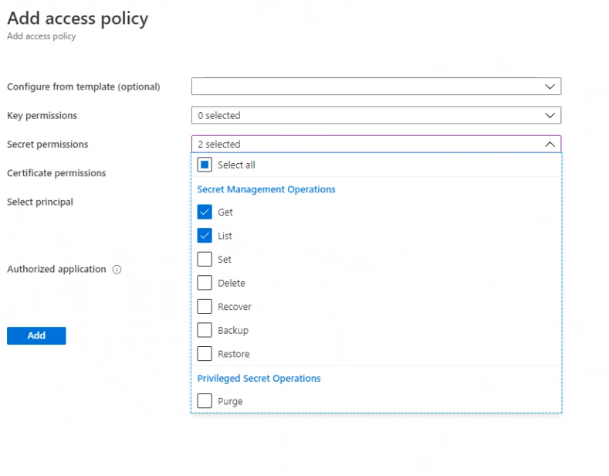 Add access policy
Add access policy
Configure from template (optional)
Key permissions
0 selected
Secret permissions
2 selected
Select all
Certificate permissions
Secret Management Operations
Select principal
Get
List
Set
Authorized application
Delete
Recover
Add
Backup
Restore
Privileged Secret Operations
Purge